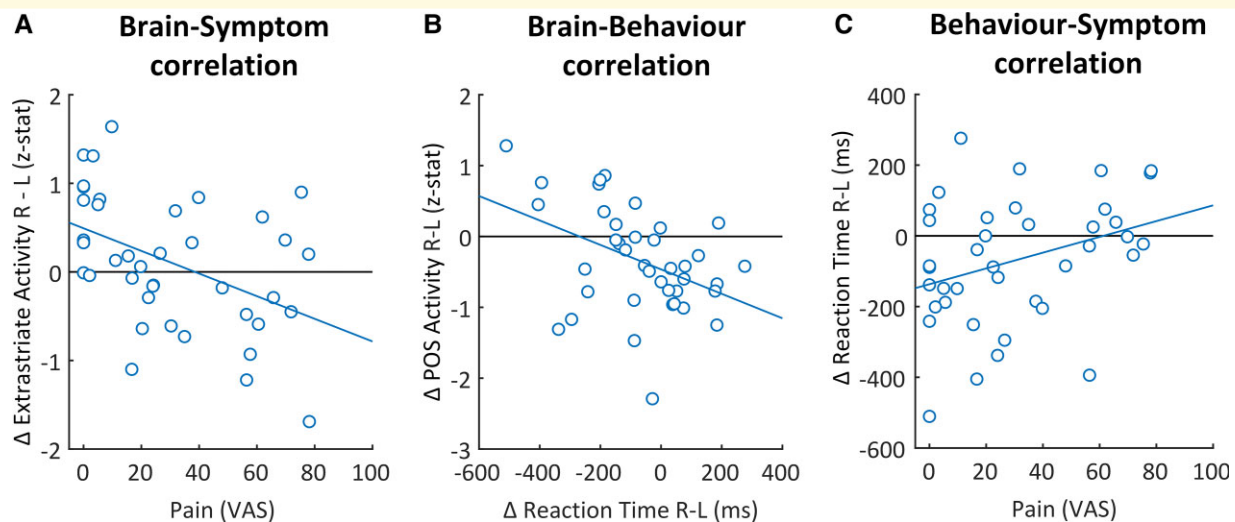 A
Brain-Symptom
correlation
Δ Extrastriate Activity R - L (z-stat)
2
1
0
-1
-2
0 20 40 60 80 100
Pain (VAS)
B
Brain-Behaviour
correlation
Δ POS Activity R-L (z-stat)
2
1
0
-1
-2
-3
-600 -400 -200 0 200 400
Δ Reaction Time R-L (ms)
C
Behaviour-Symptom
correlation
Δ Reaction Time R-L (ms)
400
200
0
-200
-400
-600
0 20 40 60 80 100
Pain (VAS)